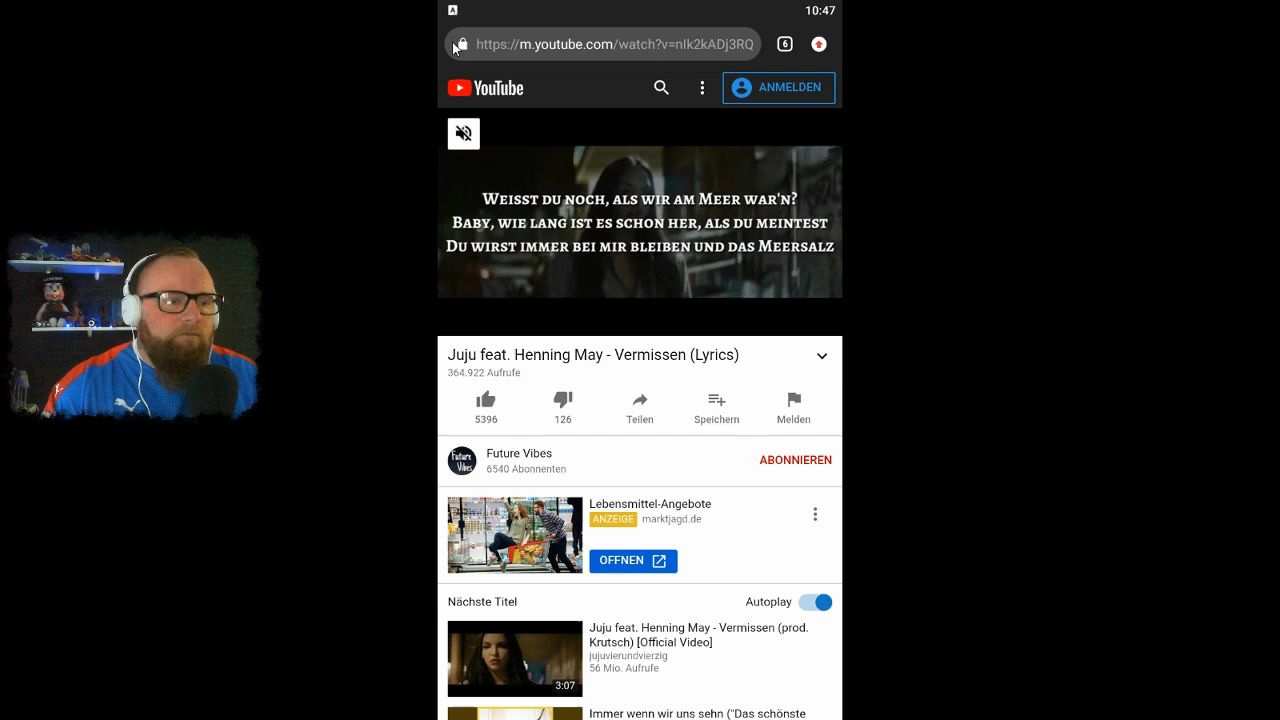 A
10:47
https://m.youtube.com/watch?v=nIk2kADj3RQ
6
YouTube
ANMELDEN
WEISST DU NOCH, ALS WIR AM MEER WAR'N?
BABY, WIE LANG IST ES SCHON HER, ALS DU MEINTEST
DU WIRST IMMER BEI MIR BLEIBEN UND DAS MEERSALZ
Juju feat. Henning May - Vermissen (Lyrics)
364.922 Aufrufe
5396
126
Teilen
Speichern
Melden
Future Vibes
Future Vibes
6540 Abonnenten
ABONNIEREN
Lebensmittel-Angebote
ANZEIGE marktjagd.de
ÖFFNEN
Nächste Titel
Autoplay
Juju feat. Henning May - Vermissen (prod.
Krutsch) [Official Video]
jujuvierundvierzig
56 Mio. Aufrufe
3:07
Immer wenn wir uns sehn ("Das schönste